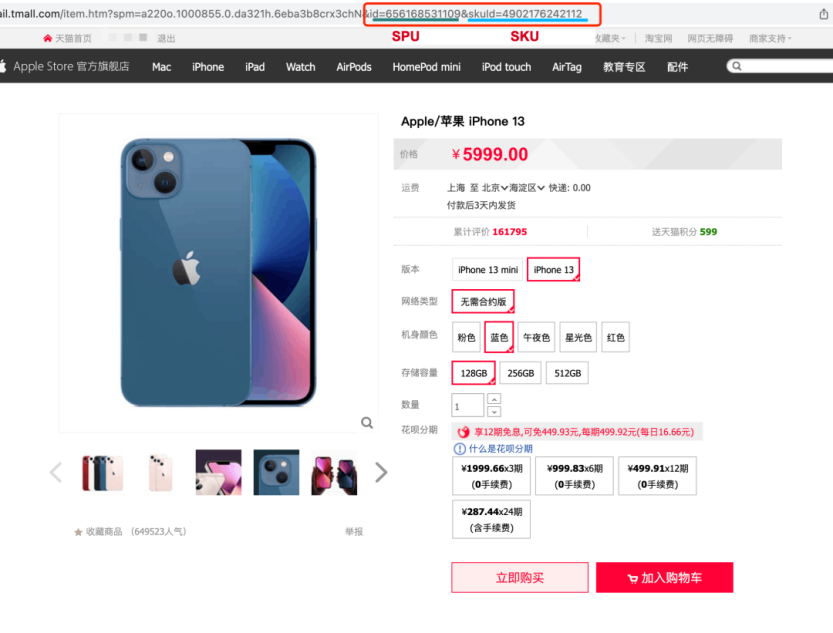 il.tmall.com/item.htm?spm=a220o.1000855.0.da321h.6eba3b8crx3chN&id=656168531109&skuId=4902176242112
SPU SKU
天猫首页 退出 收藏夹 淘宝网 网页无障碍 商家支持
Apple Store 官方旗舰店 Mac iPhone iPad Watch AirPods HomePod mini iPod touch AirTag 教育专区 配件
Apple/苹果 iPhone 13
价格 ¥5999.00
运费 上海 至 北京 海淀区 快递: 0.00
付款后3天内发货
累计评价 161795 送天猫积分 599
版本 iPhone 13 mini iPhone 13
网络类型 无需合约版
机身颜色 粉色 蓝色 午夜色 星光色 红色
存储容量 128GB 256GB 512GB
数量 1
花呗分期 享12期免息,可免449.93元,每期499.92元(每日16.66元)
什么是花呗分期
¥1999.66x3期 ¥999.83x6期 ¥499.91x12期
(0手续费) (0手续费) (0手续费)
¥287.44x24期
(含手续费)
收藏商品 (649523人气) 举报
立即购买 加入购物车